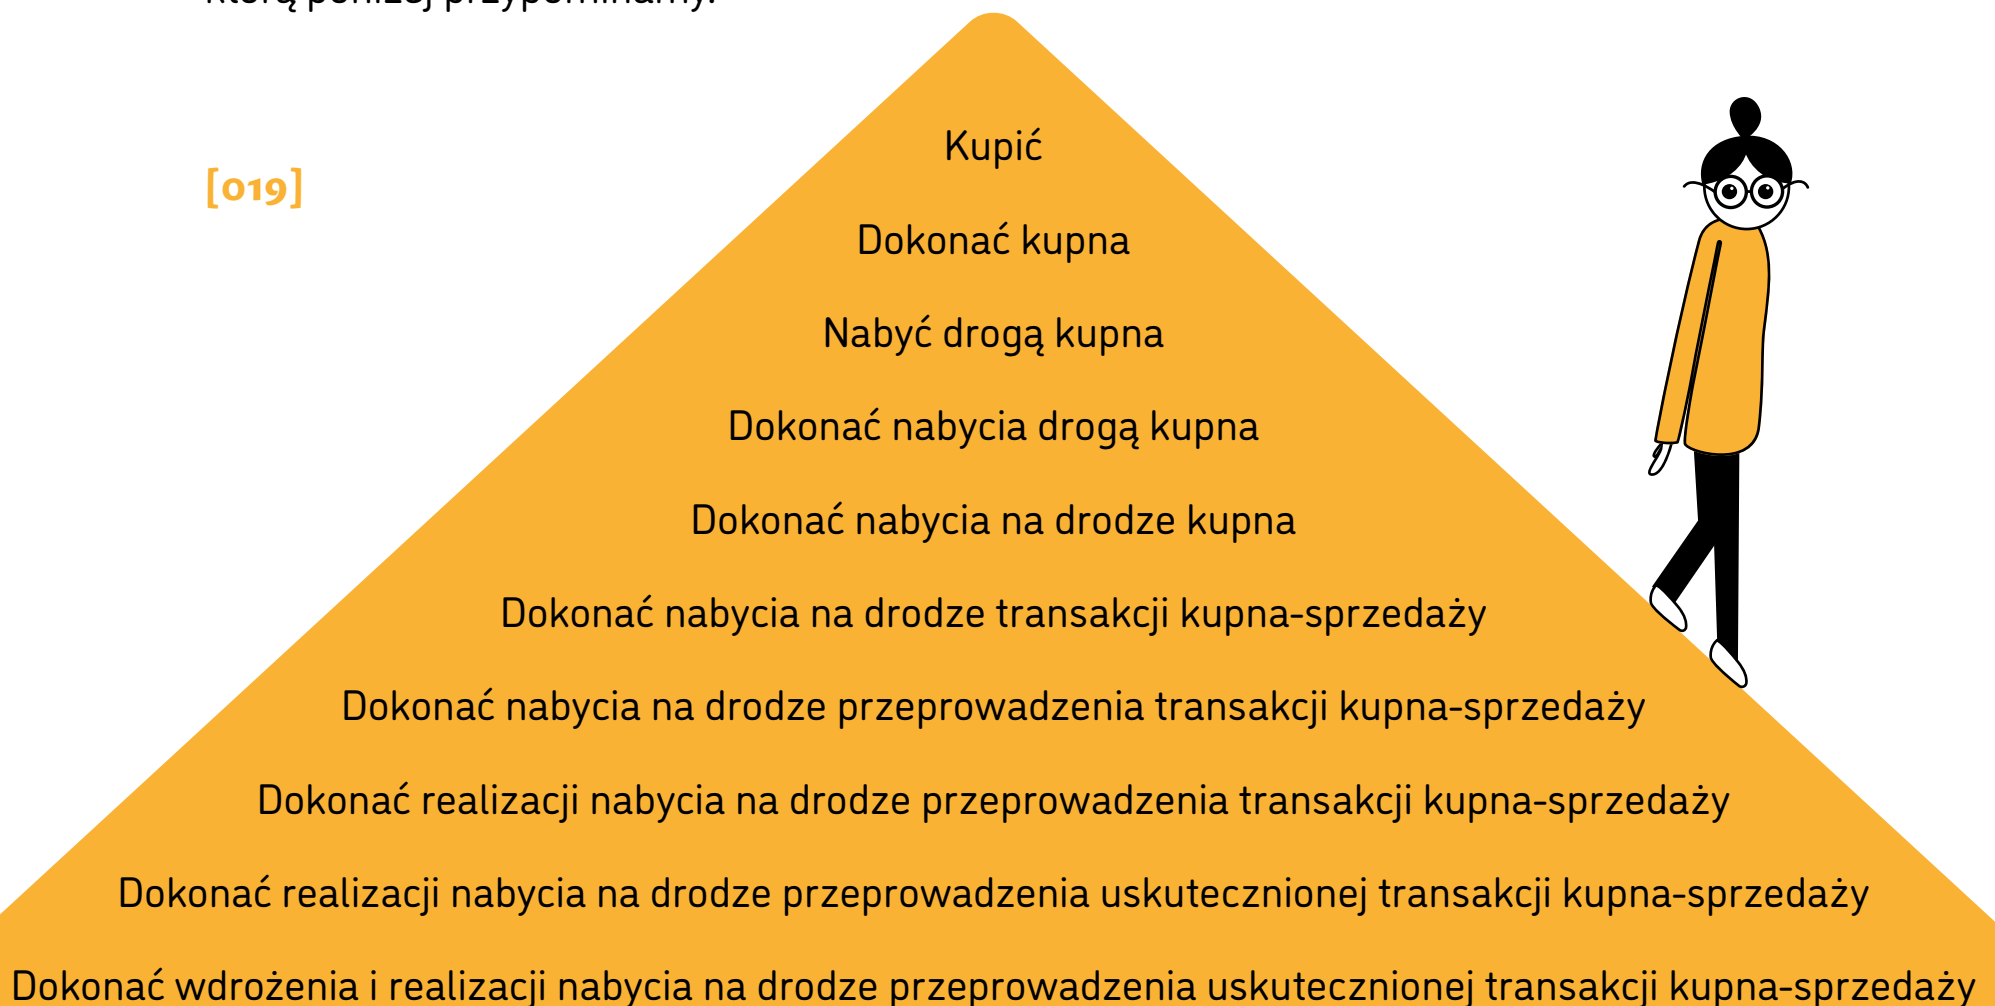 którą poniżej przypominamy.
[019]
Kupić
Dokonać kupna
Nabyć drogą kupna
Dokonać nabycia drogą kupna
Dokonać nabycia na drodze kupna
Dokonać nabycia na drodze transakcji kupna-sprzedaży
Dokonać nabycia na drodze przeprowadzenia transakcji kupna-sprzedaży
Dokonać realizacji nabycia na drodze przeprowadzenia transakcji kupna-sprzedaży
Dokonać realizacji nabycia na drodze przeprowadzenia uskutecznionej transakcji kupna-sprzedaży
Dokonać wdrożenia i realizacji nabycia na drodze przeprowadzenia uskutecznionej transakcji kupna-sprzedaży